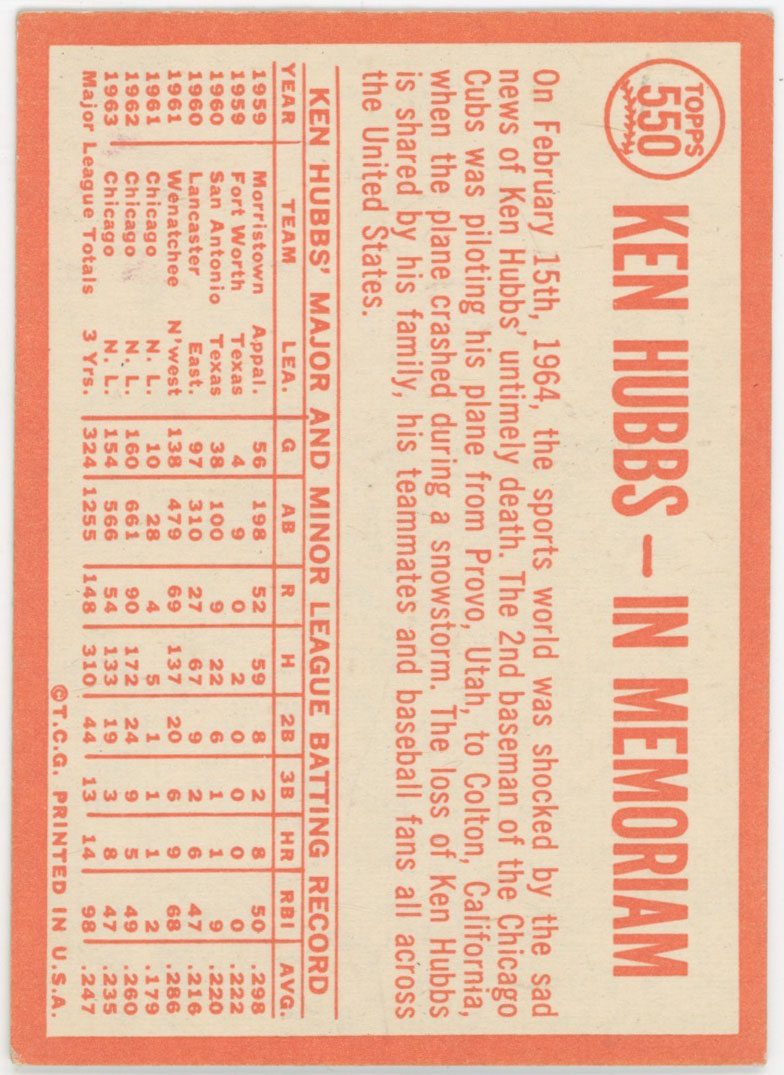 TOPPS
550
KEN HUBBS — IN MEMORIAM
On February 15th, 1964, the sports world was shocked by the sad
news of Ken Hubbs' untimely death. The 2nd baseman of the Chicago
Cubs was piloting his plane from Provo, Utah, to Colton, California,
when the plane crashed during a snowstorm. The loss of Ken Hubbs
is shared by his family, his teammates and baseball fans all across
the United States.
KEN HUBBS' MAJOR AND MINOR LEAGUE BATTING RECORD
YEAR TEAM LEA. G AB R H 2B 3B HR RBI AVG.
1959 Morristown Appal. 56 198 52 59 8 2 8 50 .298
1959 Fort Worth Texas 4 9 0 2 0 0 0 0 .222
1960 San Antonio Texas 38 100 9 22 6 1 1 9 .220
1960 Lancaster East. 97 310 27 67 9 2 6 47 .216
1961 Wenatchee N'west 138 479 69 137 20 6 9 68 .286
1961 Chicago N. L. 10 28 4 5 1 1 1 2 .179
1962 Chicago N. L. 160 661 90 172 24 9 5 49 .260
1963 Chicago N. L. 154 566 54 133 19 3 8 47 .235
Major League Totals 3 Yrs. 324 1255 148 310 44 13 14 98 .247
©T.C.G. PRINTED IN U.S.A.